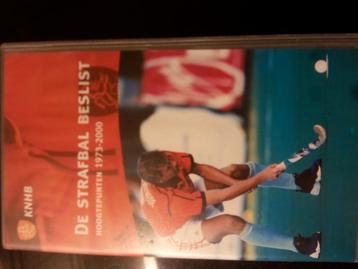 KNHB
DE STRAFBAL BESLIST
HOOGTEPUNTEN 1973-2000